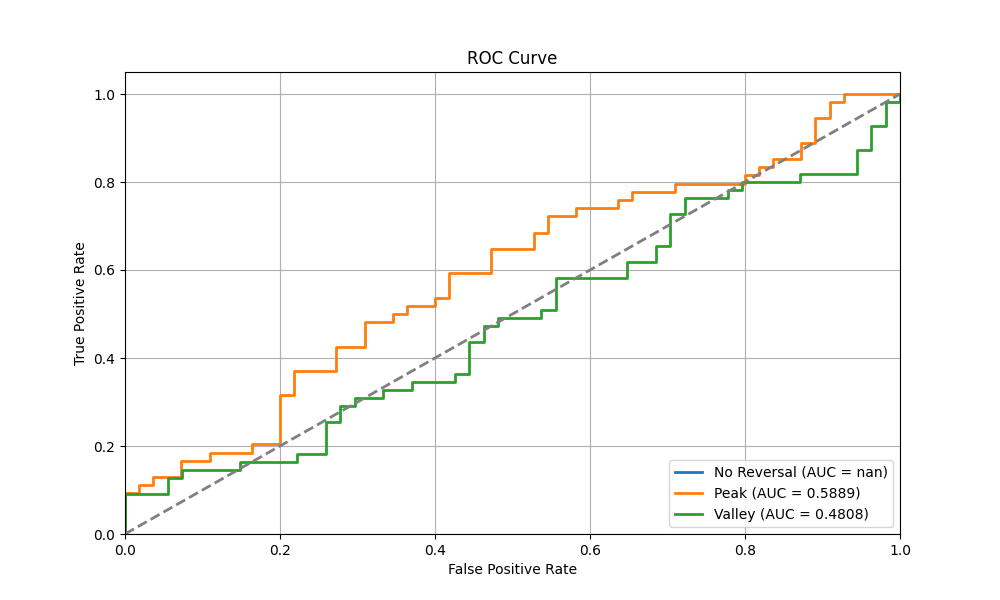 ROC Curve
True Positive Rate
1.0
0.8
0.6
0.4
0.2
0.0
No Reversal (AUC = nan)
Peak (AUC = 0.5889)
Valley (AUC = 0.4808)
0.0 0.2 0.4 0.6 0.8 1.0
False Positive Rate